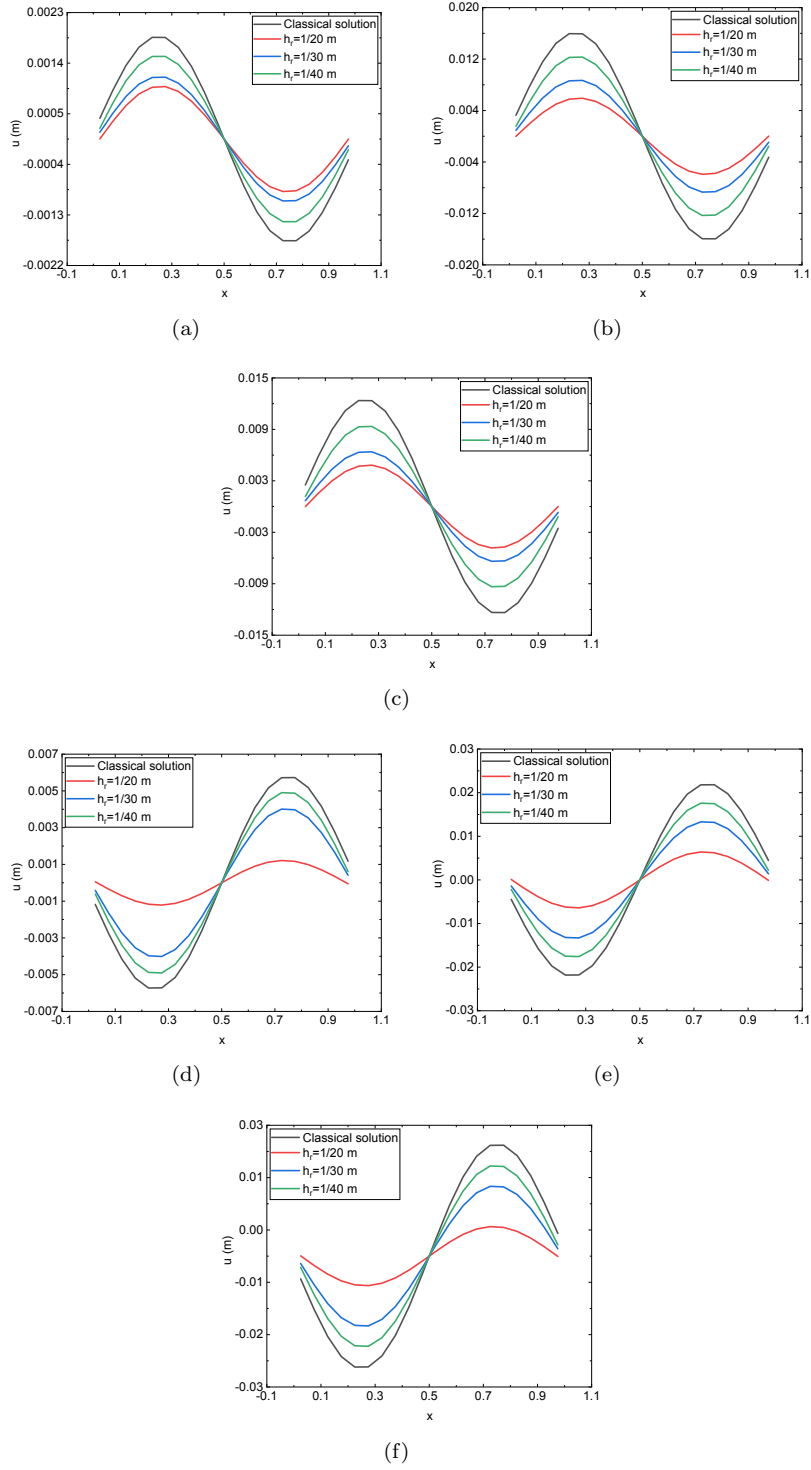 0.0023
0.0014
0.0005
-0.0004
-0.0013
-0.0022
u (m)
-0.1 0.1 0.3 0.5 0.7 0.9 1.1
x
Classical solution
hr=1/20 m
hr=1/30 m
hr=1/40 m
(a)
0.020
0.012
0.004
-0.004
-0.012
-0.020
u (m)
-0.1 0.1 0.3 0.5 0.7 0.9 1.1
x
Classical solution
hr=1/20 m
hr=1/30 m
hr=1/40 m
(b)
0.015
0.009
0.003
-0.003
-0.009
-0.015
u (m)
-0.1 0.1 0.3 0.5 0.7 0.9 1.1
x
Classical solution
hr=1/20 m
hr=1/30 m
hr=1/40 m
(c)
0.007
0.005
0.003
0.001
-0.001
-0.003
-0.005
-0.007
u (m)
-0.1 0.1 0.3 0.5 0.7 0.9 1.1
x
Classical solution
hr=1/20 m
hr=1/30 m
hr=1/40 m
(d)
0.03
0.02
0.01
0.00
-0.01
-0.02
-0.03
u (m)
-0.1 0.1 0.3 0.5 0.7 0.9 1.1
x
Classical solution
hr=1/20 m
hr=1/30 m
hr=1/40 m
(e)
0.03
0.01
0.00
-0.01
-0.02
-0.03
u (m)
-0.1 0.1 0.3 0.5 0.7 0.9 1.1
x
Classical solution
hr=1/20 m
hr=1/30 m
hr=1/40 m
(f)